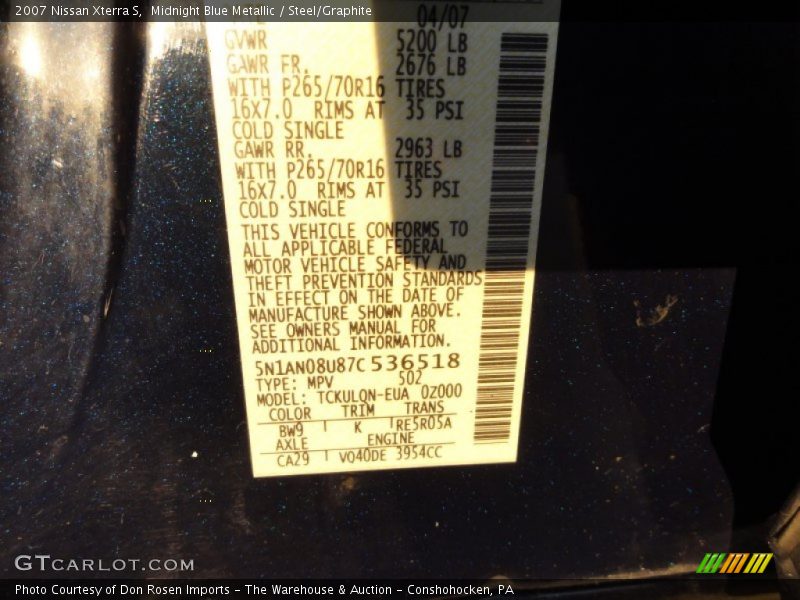 2007 Nissan Xterra S, Midnight Blue Metallic / Steel/Graphite
04/07
GVWR 5200 LB
GAWR FR. 2676 LB
WITH P265/70R16 TIRES
16X7.0 RIMS AT 35 PSI
COLD SINGLE
GAWR RR. 2963 LB
WITH P265/70R16 TIRES
16X7.0 RIMS AT 35 PSI
COLD SINGLE
THIS VEHICLE CONFORMS TO
ALL APPLICABLE FEDERAL
MOTOR VEHICLE SAFETY AND
THEFT PREVENTION STANDARDS
IN EFFECT ON THE DATE OF
MANUFACTURE SHOWN ABOVE.
SEE OWNERS MANUAL FOR
ADDITIONAL INFORMATION.
5N1AN08U87C536518
TYPE: MPV 502
MODEL: TCKULQN-EUA 0Z000
COLOR TRIM TRANS
BW9 K RE5R05A
AXLE ENGINE
CA29 VQ40DE 3954CC
GTCARLOT.COM
Photo Courtesy of Don Rosen Imports - The Warehouse & Auction - Conshohocken, PA